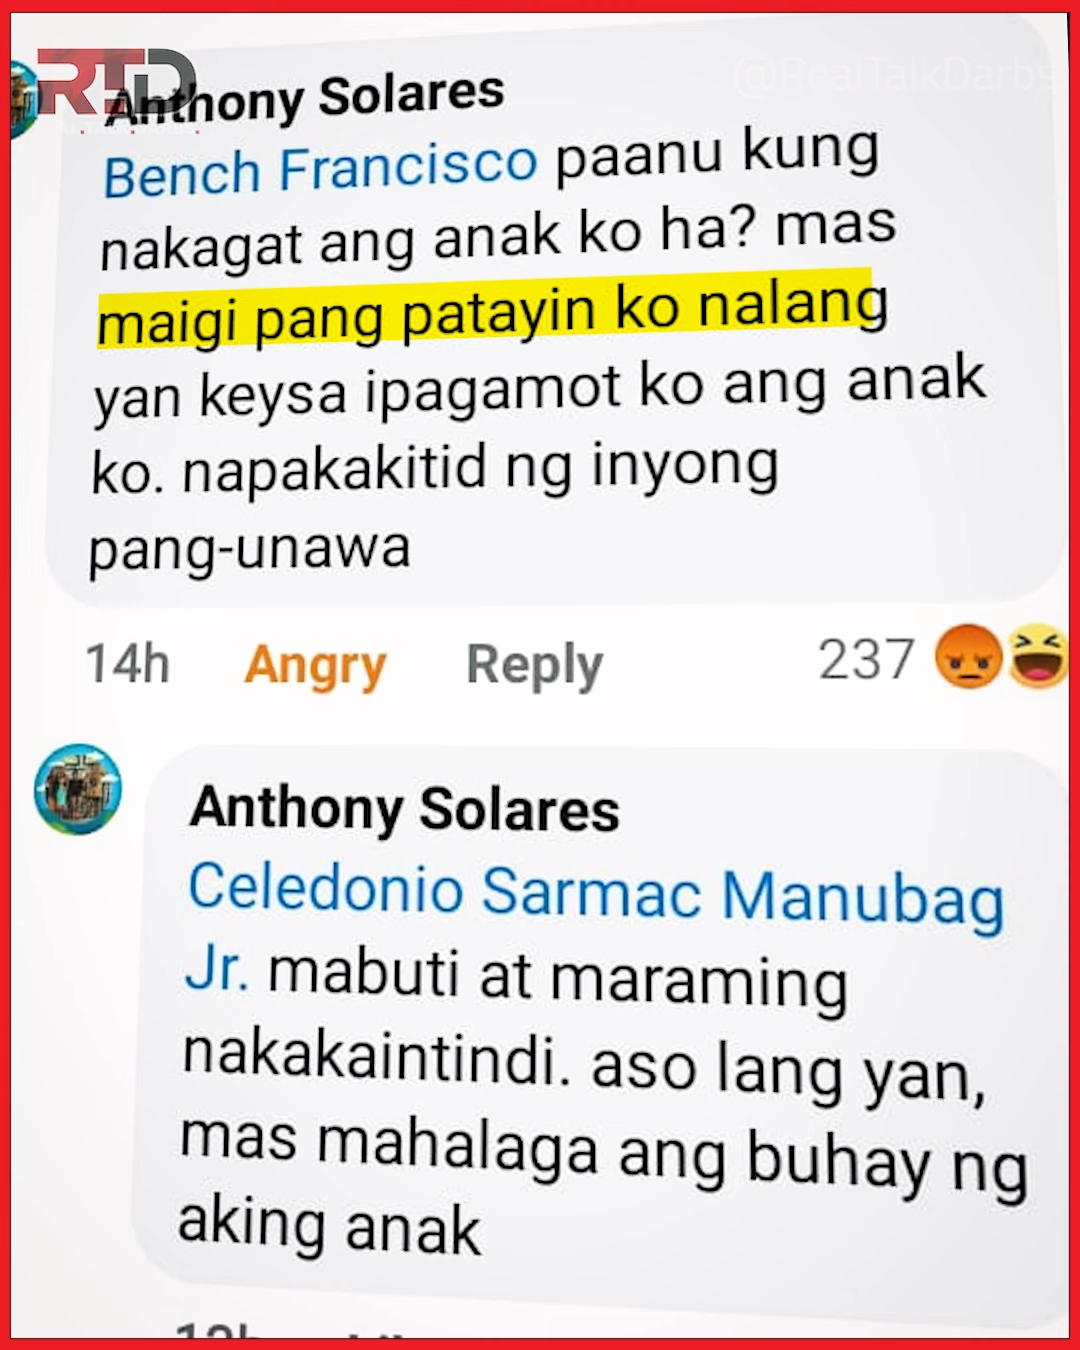 RTD
@RealTalkDarbs
Anthony Solares
Bench Francisco paanu kung
nakagat ang anak ko ha? mas
maigi pang patayin ko nalang
yan keysa ipagamot ko ang anak
ko. napakakitid ng inyong
pang-unawa
14h Angry Reply 237
Anthony Solares
Celedonio Sarmac Manubag
Jr. mabuti at maraming
nakakaintindi. aso lang yan,
mas mahalaga ang buhay ng
aking anak